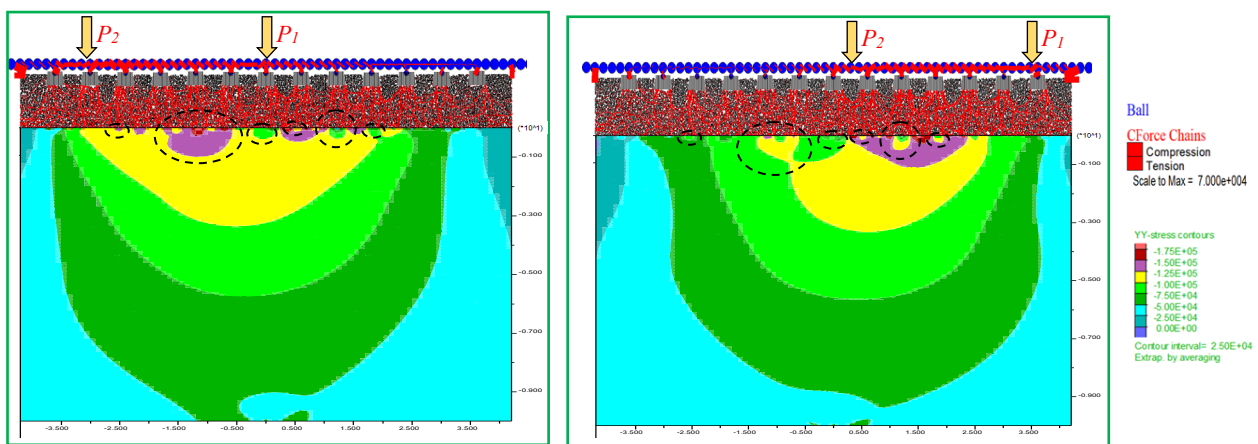 P2
P1
(*10^1)
-0.100
-0.300
-0.500
-0.700
-0.900
-3.500
-2.500
-1.500
-0.500
0.500
1.500
2.500
3.500
P2
P1
(*10^1)
-0.100
-0.300
-0.500
-0.700
-0.900
-3.500
-2.500
-1.500
-0.500
0.500
1.500
2.500
3.500
Ball
CForce Chains
Compression
Tension
Scale to Max = 7.000e+004
YY-stress contours
-1.75E+05
-1.50E+05
-1.25E+05
-1.00E+05
-7.50E+04
-5.00E+04
-2.50E+04
0.00E+00
Contour interval= 2.50E+04
Extrap. by averaging